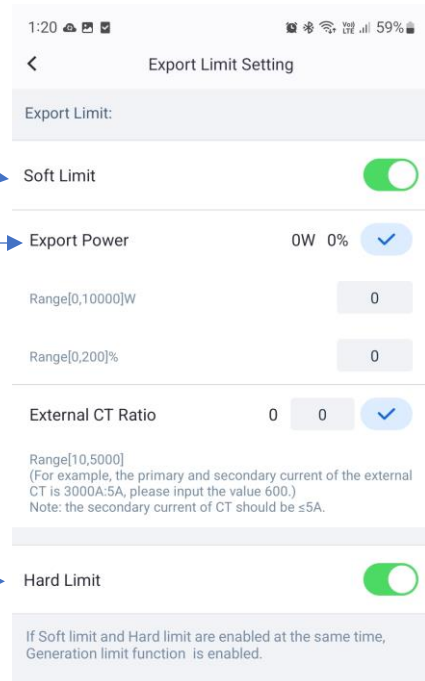 1:20 59%
Export Limit Setting
Export Limit:
Soft Limit
Export Power 0W 0%
Range[0,10000]W 0
Range[0,200]% 0
External CT Ratio 0 0
Range[10,5000]
(For example, the primary and secondary current of the external
CT is 3000A:5A, please input the value 600.)
Note: the secondary current of CT should be ≤5A.
Hard Limit
If Soft limit and Hard limit are enabled at the same time,
Generation limit function is enabled.